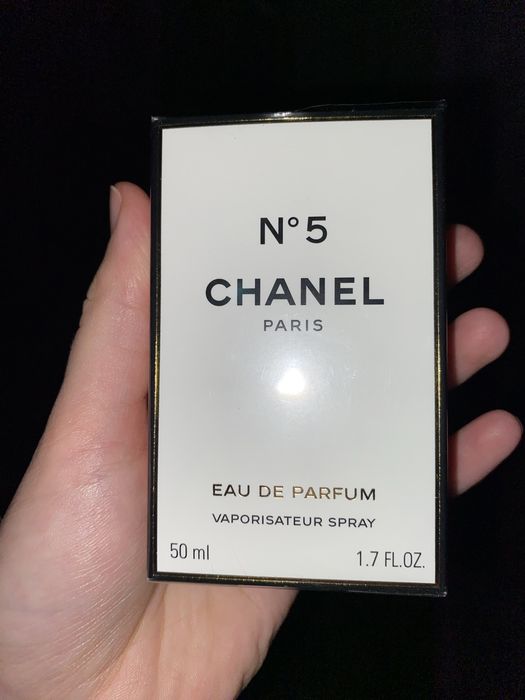 N°5
CHANEL
PARIS
EAU DE PARFUM
VAPORISATEUR SPRAY
50 ml 1.7 FL.OZ.